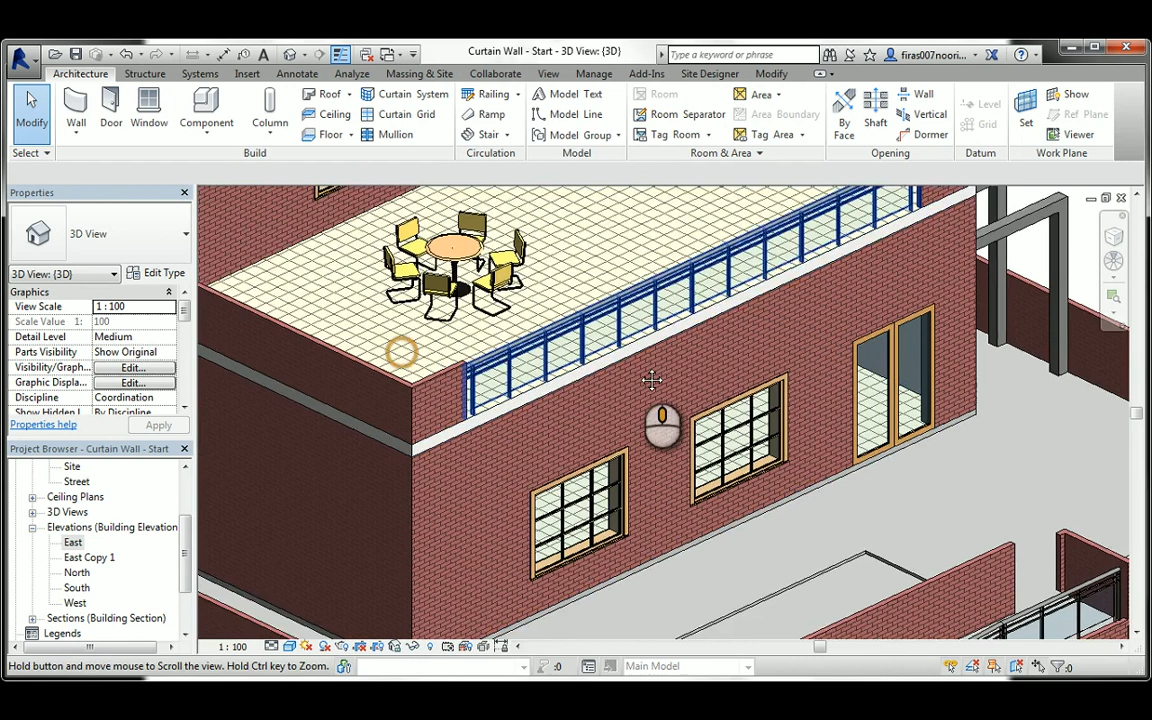 Curtain Wall - Start - 3D View: {3D}
Type a keyword or phrase
firas007noori...
Architecture Structure Systems Insert Annotate Analyze Massing & Site Collaborate View Manage Add-Ins Site Designer Modify
Modify
Wall
Door
Window
Component
Column
Roof
Ceiling
Floor
Curtain System
Curtain Grid
Mullion
Railing
Ramp
Stair
Model Text
Model Line
Model Group
Room
Room Separator
Tag Room
Area
Area Boundary
Tag Area
By
Face
Shaft
Wall
Vertical
Dormer
Level
Grid
Set
Show
Ref Plane
Viewer
Select Build Circulation Model Room & Area Opening Datum Work Plane
Properties
3D View
3D View: {3D} Edit Type
Graphics
View Scale 1 : 100
Scale Value 1: 100
Detail Level Medium
Parts Visibility Show Original
Visibility/Graph... Edit...
Graphic Displa... Edit...
Discipline Coordination
Show Hidden L By Discipline
Properties help Apply
Project Browser - Curtain Wall - Start
Site
Street
Ceiling Plans
3D Views
Elevations (Building Elevation
East
East Copy 1
North
South
West
Sections (Building Section)
Legends
1 : 100
Hold button and move mouse to Scroll the view. Hold Ctrl key to Zoom.
:0
Main Model
:0